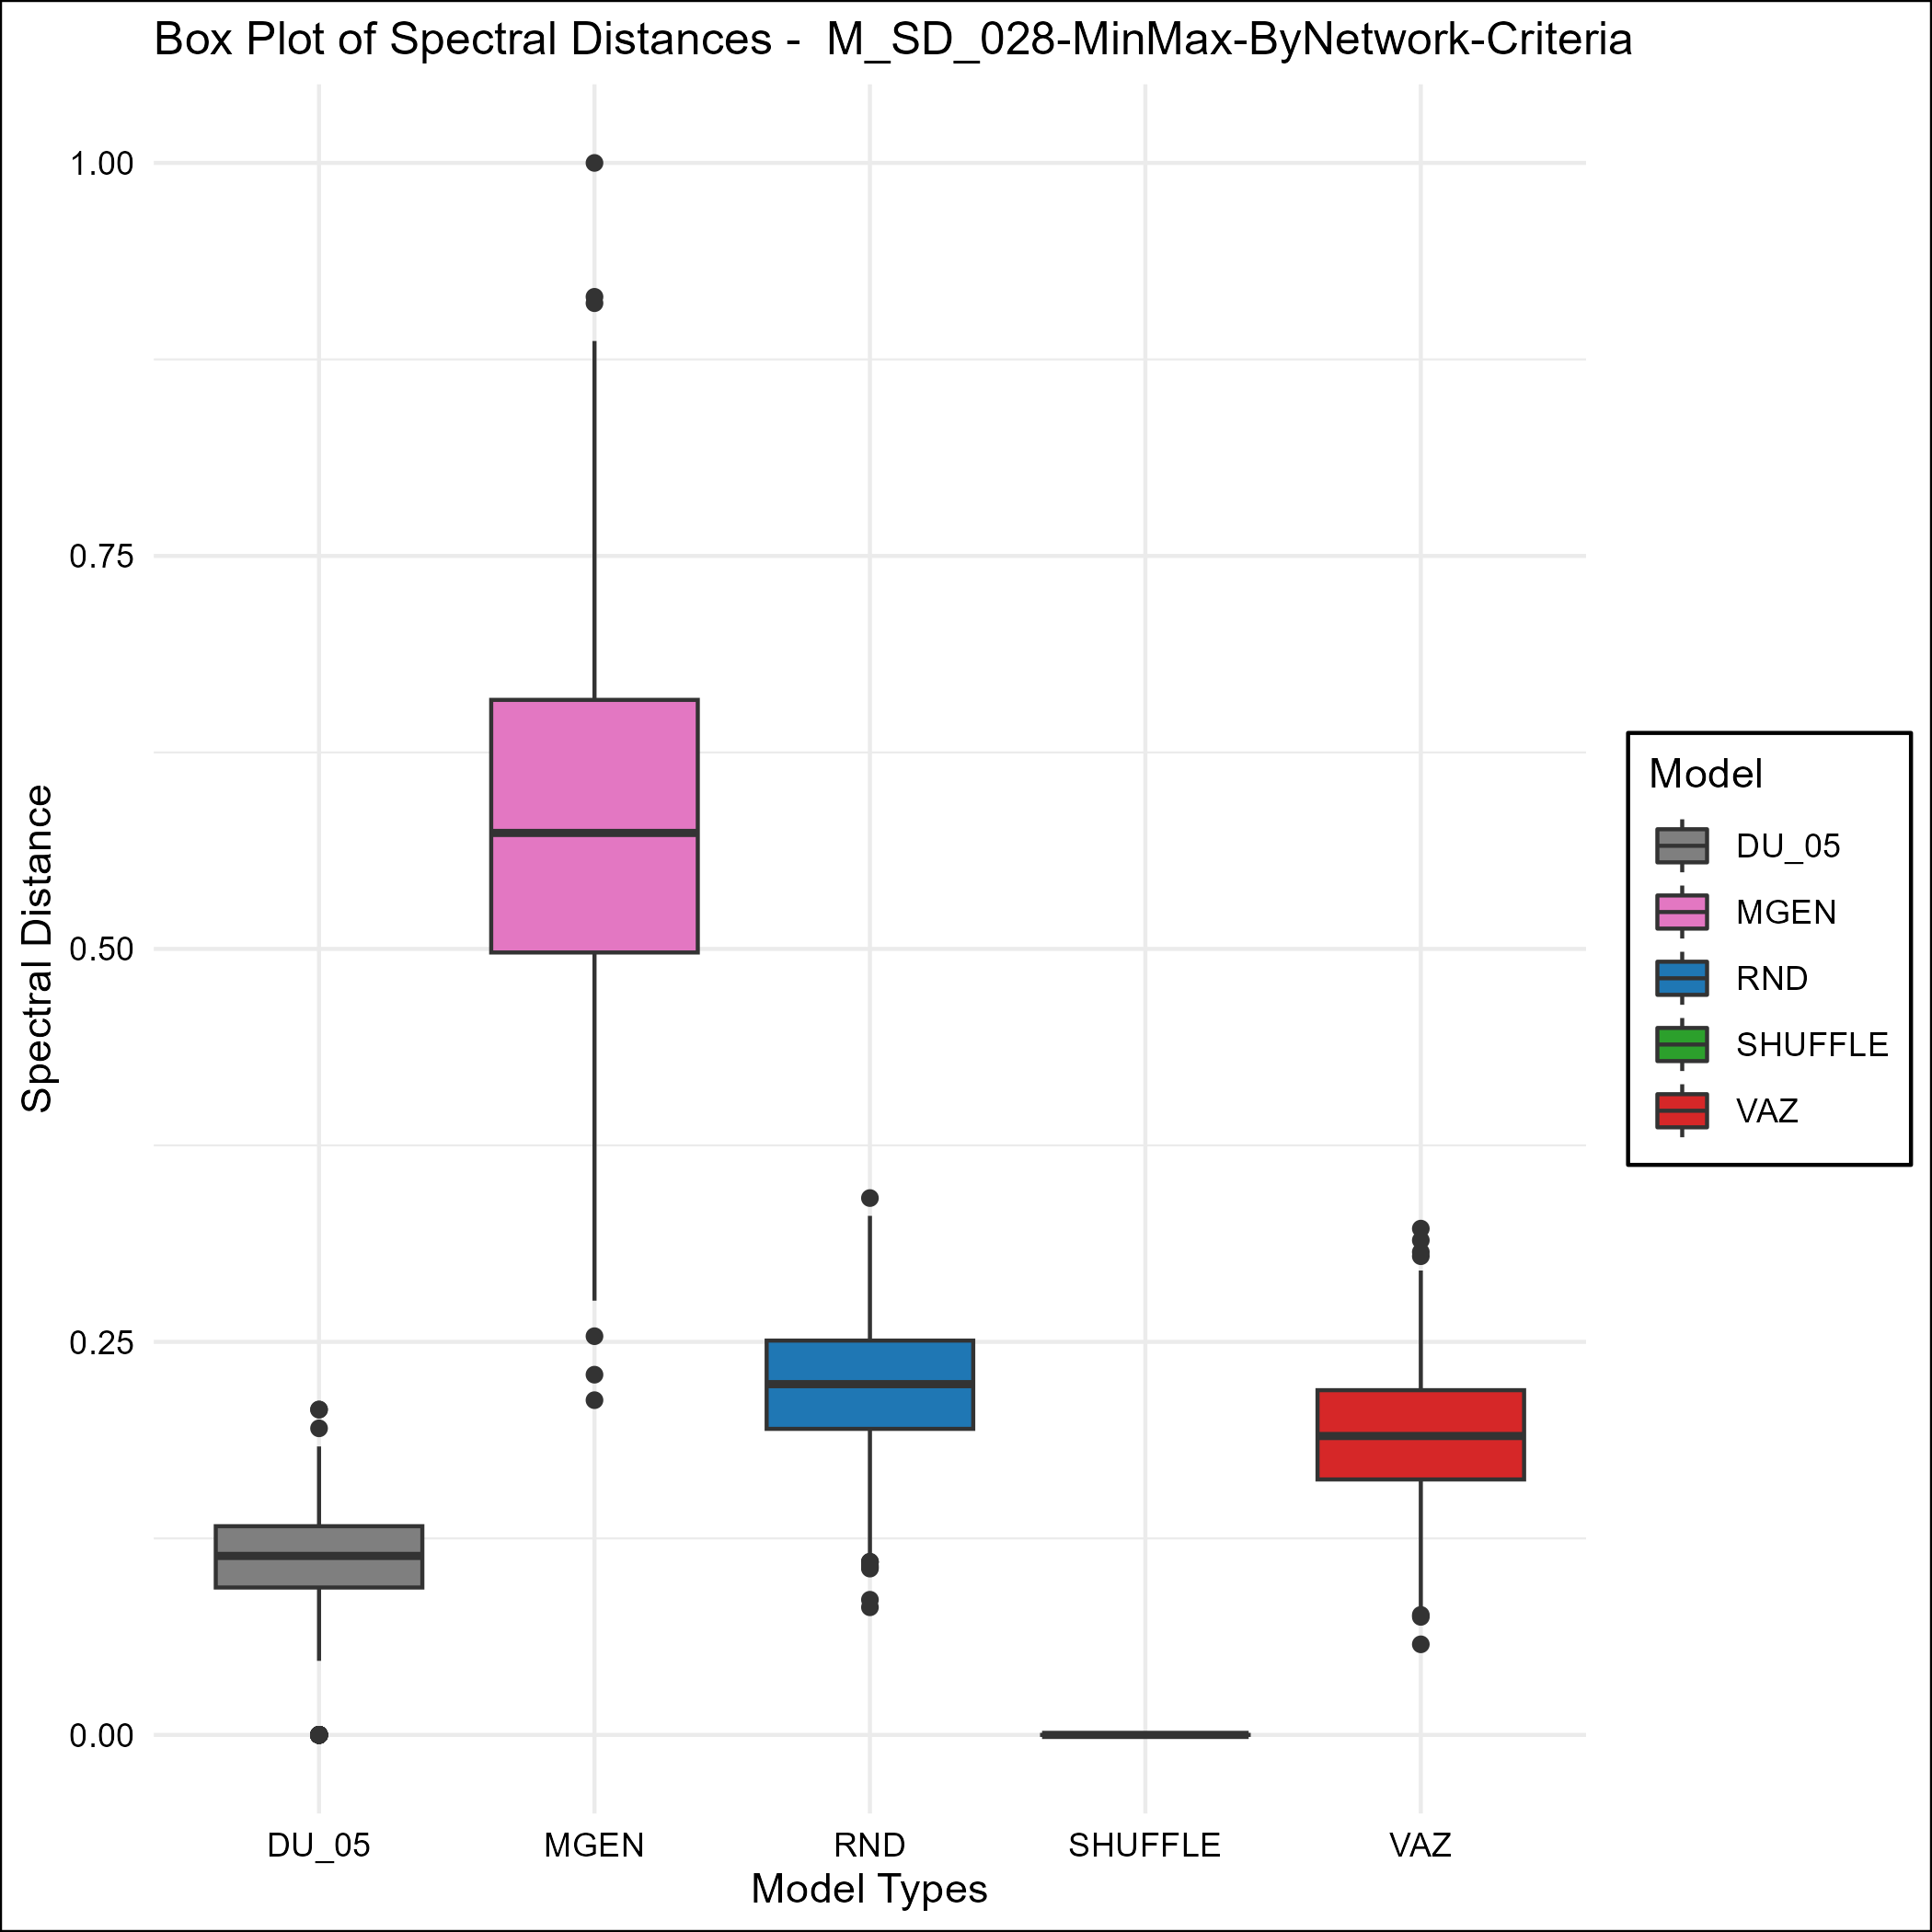 Box Plot of Spectral Distances -  M_SD_028-MinMax-ByNetwork-Criteria
Spectral Distance
1.00
0.75
0.50
0.25
0.00
DU_05
MGEN
RND
SHUFFLE
VAZ
Model Types
Model
DU_05
MGEN
RND
SHUFFLE
VAZ